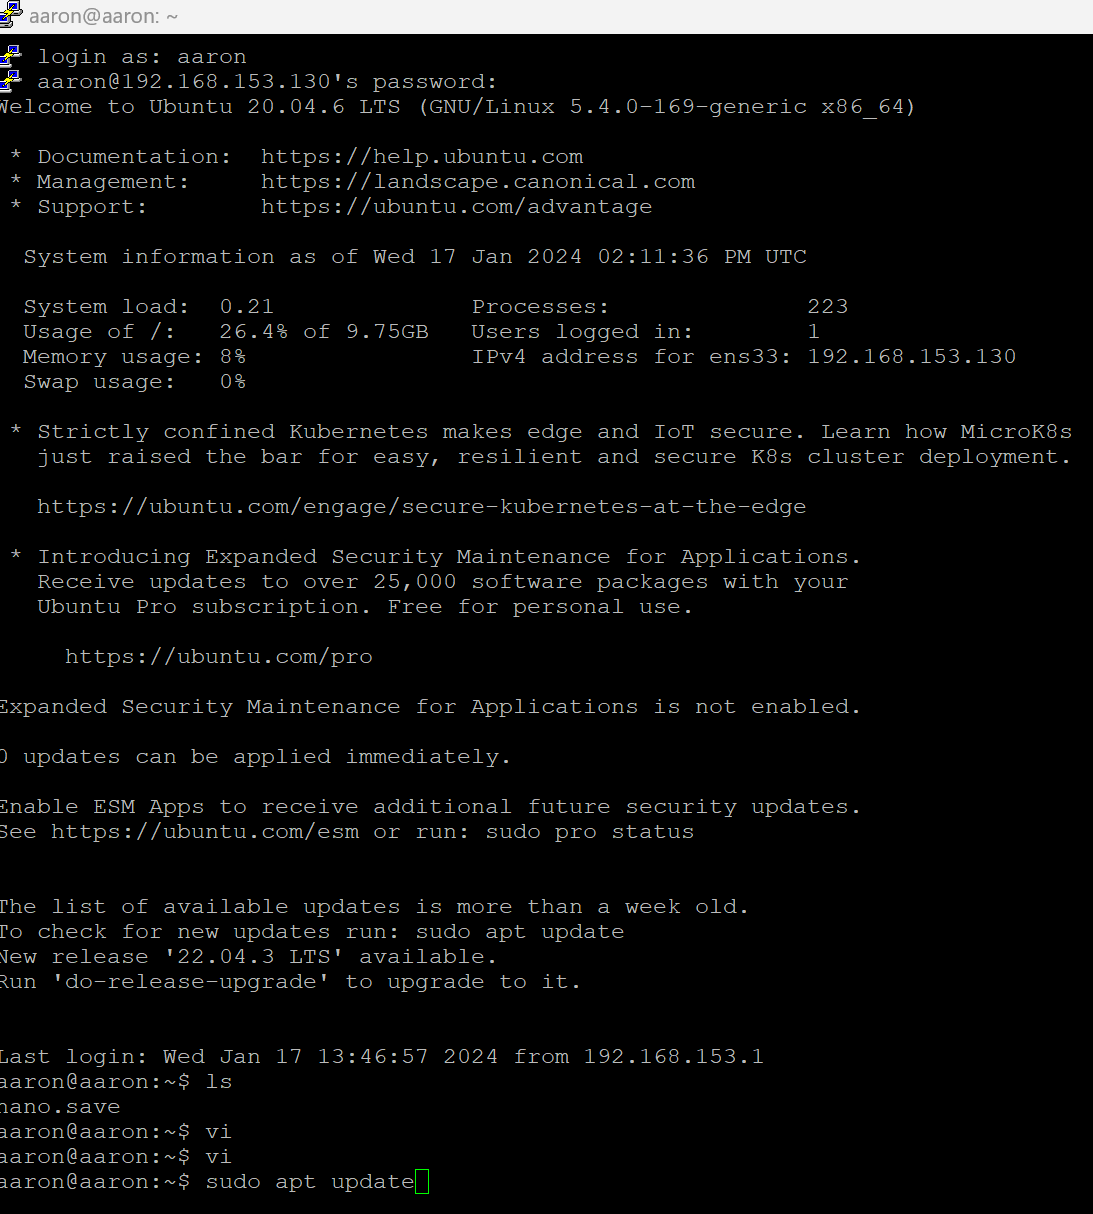 aaron@aaron: ~
login as: aaron
aaron@192.168.153.130's password:
Welcome to Ubuntu 20.04.6 LTS (GNU/Linux 5.4.0-169-generic x86_64)
* Documentation:  https://help.ubuntu.com
* Management:     https://landscape.canonical.com
* Support:        https://ubuntu.com/advantage
System information as of Wed 17 Jan 2024 02:11:36 PM UTC
System load:  0.21              Processes:              223
Usage of /:   26.4% of 9.75GB   Users logged in:        1
Memory usage: 8%                IPv4 address for ens33: 192.168.153.130
Swap usage:   0%
* Strictly confined Kubernetes makes edge and IoT secure. Learn how MicroK8s
just raised the bar for easy, resilient and secure K8s cluster deployment.
https://ubuntu.com/engage/secure-kubernetes-at-the-edge
* Introducing Expanded Security Maintenance for Applications.
Receive updates to over 25,000 software packages with your
Ubuntu Pro subscription. Free for personal use.
https://ubuntu.com/pro
Expanded Security Maintenance for Applications is not enabled.
0 updates can be applied immediately.
Enable ESM Apps to receive additional future security updates.
See https://ubuntu.com/esm or run: sudo pro status
The list of available updates is more than a week old.
To check for new updates run: sudo apt update
New release '22.04.3 LTS' available.
Run 'do-release-upgrade' to upgrade to it.
Last login: Wed Jan 17 13:46:57 2024 from 192.168.153.1
aaron@aaron:~$ ls
nano.save
aaron@aaron:~$ vi
aaron@aaron:~$ vi
aaron@aaron:~$ sudo apt update